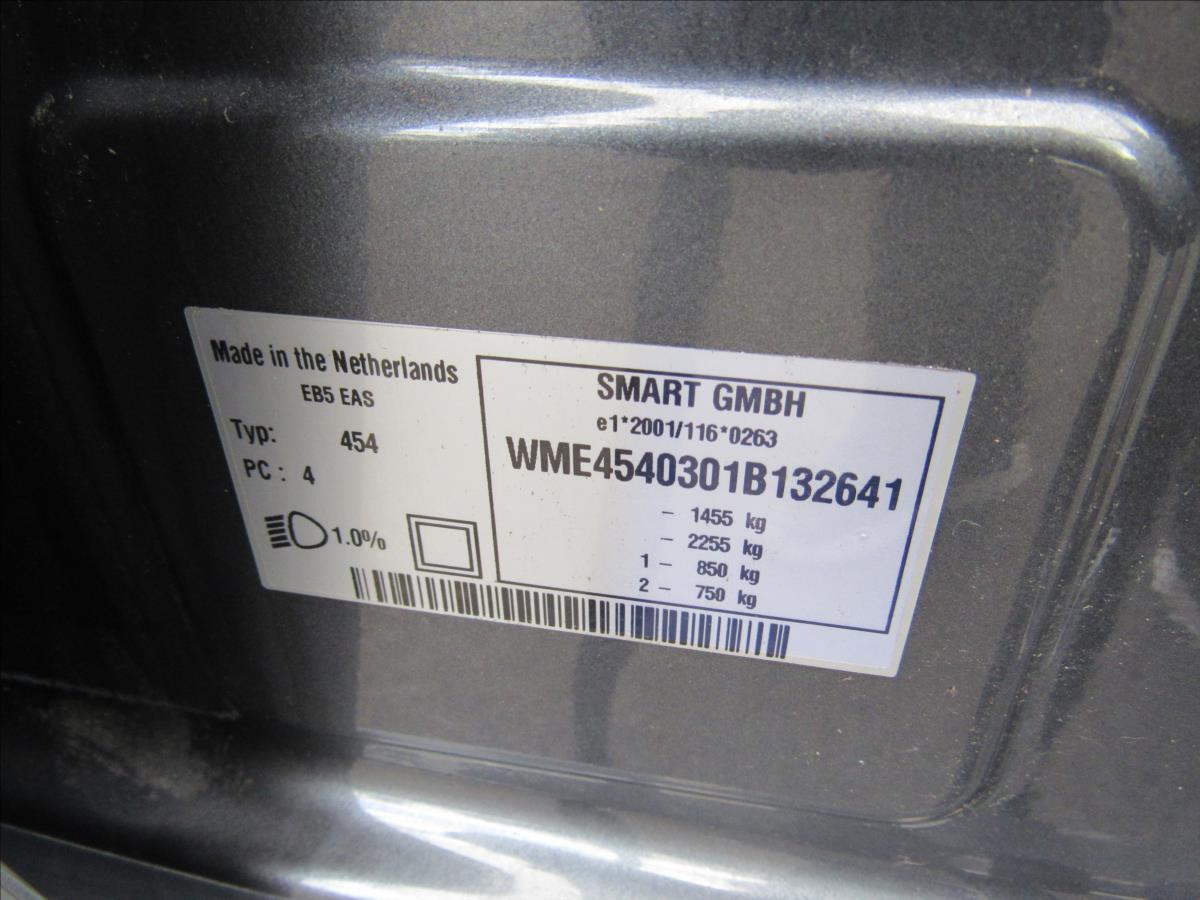 Made in the Netherlands
EB5 EAS
Typ: 454
PC : 4
1.0%
SMART GMBH
e1*2001/116*0263
WME4540301B132641
- 1455 kg
- 2255 kg
1 - 850 kg
2 - 750 kg